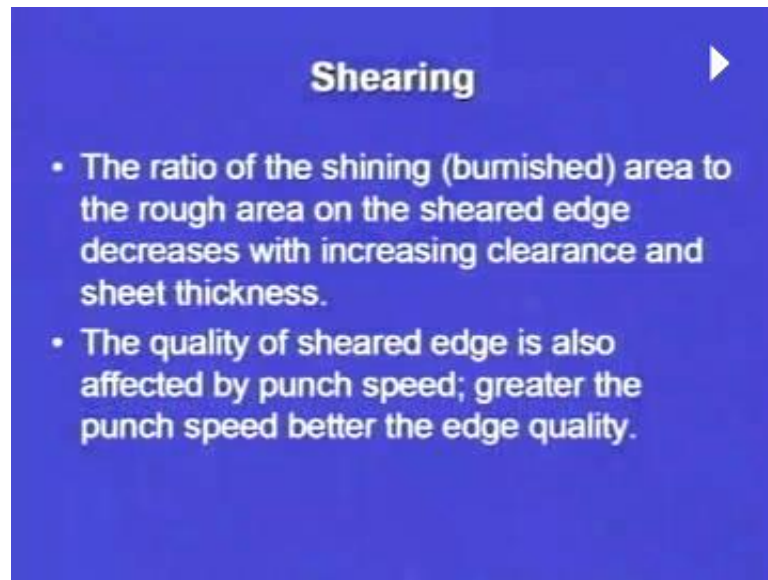 Shearing
• The ratio of the shining (burnished) area to
the rough area on the sheared edge
decreases with increasing clearance and
sheet thickness.
• The quality of sheared edge is also
affected by punch speed; greater the
punch speed better the edge quality.